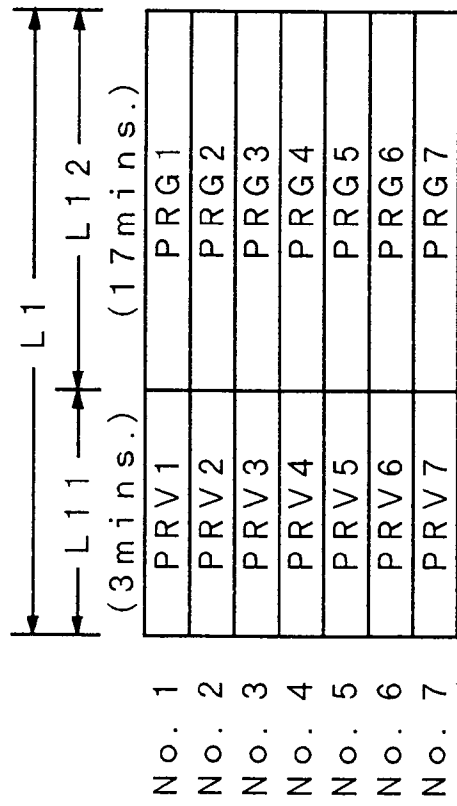 L1
L11 L12
(3mins.) (17mins.)
No. 1 PRV1 PRG1
No. 2 PRV2 PRG2
No. 3 PRV3 PRG3
No. 4 PRV4 PRG4
No. 5 PRV5 PRG5
No. 6 PRV6 PRG6
No. 7 PRV7 PRG7